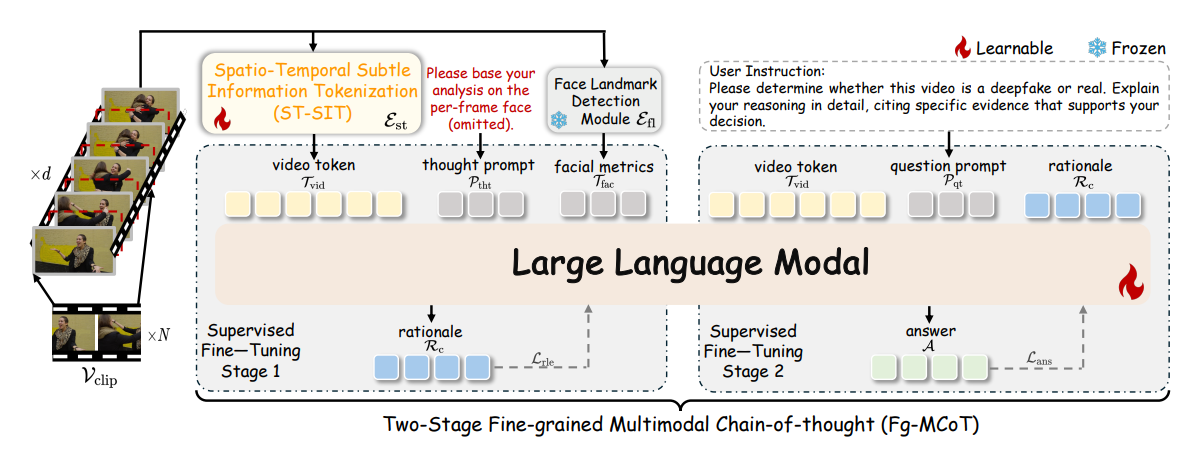 Learnable
Frozen
Spatio-Temporal Subtle
Information Tokenization
(ST-SIT)
ℰst
Please base your
analysis on the
per-frame face
(omitted).
Face Landmark
Detection
Module ℰfl
User Instruction:
Please determine whether this video is a deepfake or real. Explain
your reasoning in detail, citing specific evidence that supports your
decision.
×d
×N
𝒱clip
video token
𝒯vid
thought prompt
𝒫tht
facial metrics
𝒯fac
video token
𝒯vid
question prompt
𝒫qt
rationale
ℛc
Large Language Modal
Supervised
Fine—Tuning
Stage 1
rationale
ℛc
ℒrle
Supervised
Fine—Tuning
Stage 2
answer
𝒜
ℒans
Two-Stage Fine-grained Multimodal Chain-of-thought (Fg-MCoT)